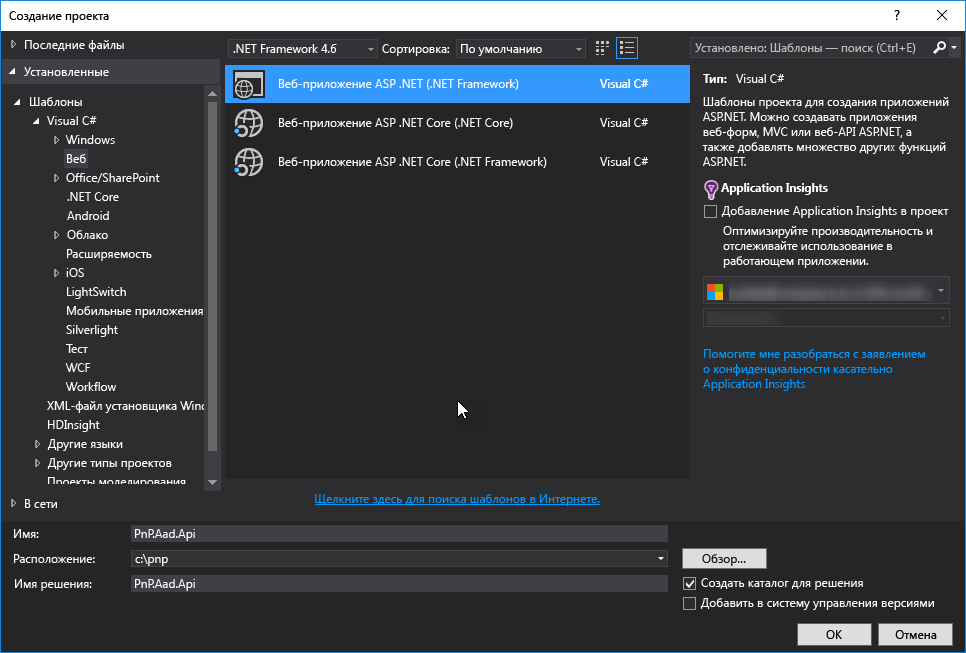 Создание проекта
?
Последние файлы
Установленные
Шаблоны
Visual C#
Windows
Веб
Office/SharePoint
.NET Core
Android
Облако
Расширяемость
iOS
LightSwitch
Мобильные приложения
Silverlight
Тест
WCF
Workflow
XML-файл установщика Wind
HDInsight
Другие языки
Другие типы проектов
Проекты моделирования
В сети
.NET Framework 4.6
Сортировка:
По умолчанию
Веб-приложение ASP .NET (.NET Framework) Visual C#
Веб-приложение ASP .NET Core (.NET Core) Visual C#
Веб-приложение ASP .NET Core (.NET Framework) Visual C#
Щелкните здесь для поиска шаблонов в Интернете.
Установлено: Шаблоны — поиск (Ctrl+E)
Тип: Visual C#
Шаблоны проекта для создания приложений
ASP.NET. Можно создавать приложения
веб-форм, MVC или веб-API ASP.NET, а
также добавлять множество других функций
ASP.NET.
Application Insights
Добавление Application Insights в проект
Оптимизируйте производительность и
отслеживайте использование в
работающем приложении.
Помогите мне разобраться с заявлением
о конфиденциальности касательно
Application Insights
Имя: PnP.Aad.Api
Расположение: c:\pnp
Обзор...
Имя решения: PnP.Aad.Api
Создать каталог для решения
Добавить в систему управления версиями
ОК
Отмена